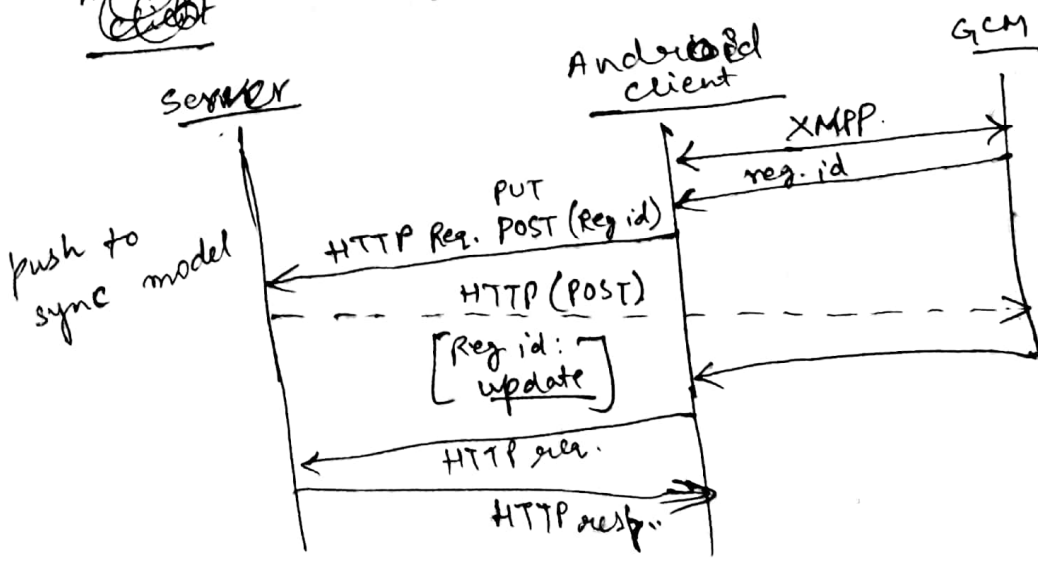 Client
Server
Android
Client
GCM
XMPP.
reg. id
PUT
HTTP Req. POST (Reg id)
push to
sync model
HTTP (POST)
[Reg id:
update]
HTTP req.
HTTP resp.